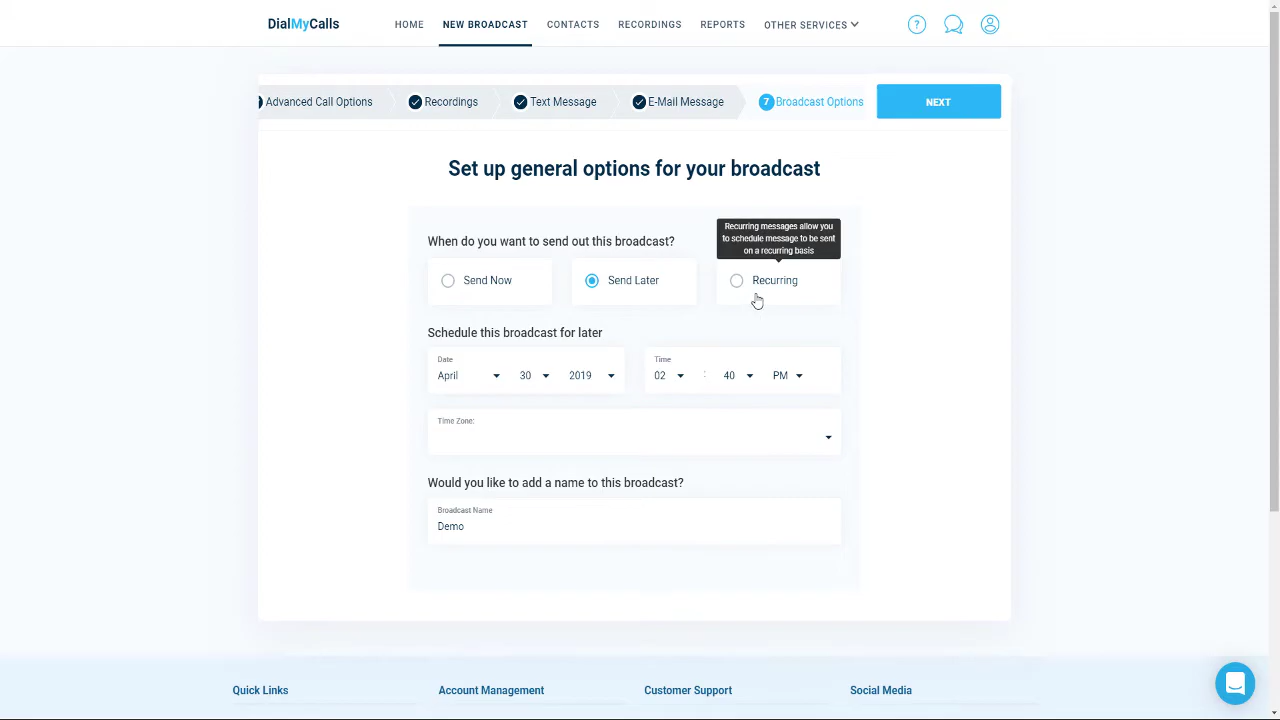 DialMyCalls
HOME
NEW BROADCAST
CONTACTS
RECORDINGS
REPORTS
OTHER SERVICES
?
Advanced Call Options
Recordings
Text Message
E-Mail Message
7
Broadcast Options
NEXT
Set up general options for your broadcast
Recurring messages allow you
to schedule message to be sent
on a recurring basis
When do you want to send out this broadcast?
Send Now
Send Later
Recurring
Schedule this broadcast for later
Date
April
30
2019
Time
02
:
40
PM
Time Zone:
Would you like to add a name to this broadcast?
Broadcast Name
Demo
Quick Links
Account Management
Customer Support
Social Media